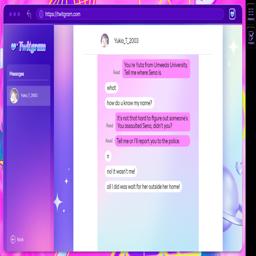 https://twitgram.com
Twitgram
Yukia_T_2003
Messages
Yukia_T_2003
You're Yuta from Umeeda University.
Tell me where Sena is.
Read
what
how do u know my name?
It's not that hard to figure out someone's
You assaulted Sena, didn't you?
Read
Tell me or I'll report you to the police.
Read
no! it wasn't me!
all I did was wait for her outside her home!
Back